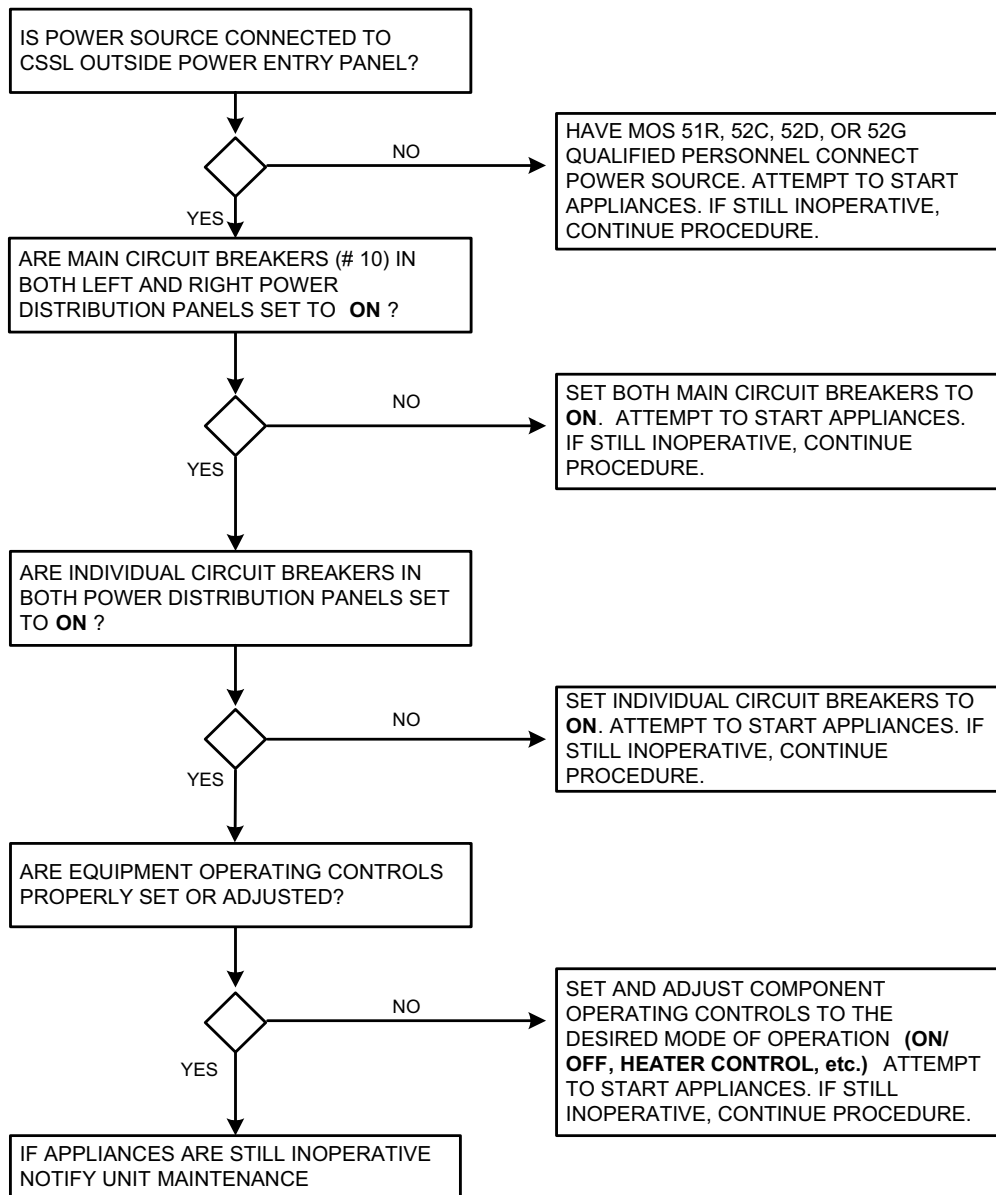 IS POWER SOURCE CONNECTED TO
CSSL OUTSIDE POWER ENTRY PANEL?
NO
HAVE MOS 51R, 52C, 52D, OR 52G
QUALIFIED PERSONNEL CONNECT
POWER SOURCE. ATTEMPT TO START
APPLIANCES. IF STILL INOPERATIVE,
CONTINUE PROCEDURE.
YES
ARE MAIN CIRCUIT BREAKERS (# 10) IN
BOTH LEFT AND RIGHT POWER
DISTRIBUTION PANELS SET TO ON ?
NO
SET BOTH MAIN CIRCUIT BREAKERS TO
ON. ATTEMPT TO START APPLIANCES.
IF STILL INOPERATIVE, CONTINUE
PROCEDURE.
YES
ARE INDIVIDUAL CIRCUIT BREAKERS IN
BOTH POWER DISTRIBUTION PANELS SET
TO ON ?
NO
SET INDIVIDUAL CIRCUIT BREAKERS TO
ON. ATTEMPT TO START APPLIANCES. IF
STILL INOPERATIVE, CONTINUE
PROCEDURE.
YES
ARE EQUIPMENT OPERATING CONTROLS
PROPERLY SET OR ADJUSTED?
NO
SET AND ADJUST COMPONENT
OPERATING CONTROLS TO THE
DESIRED MODE OF OPERATION (ON/
OFF, HEATER CONTROL, etc.) ATTEMPT
TO START APPLIANCES. IF STILL
INOPERATIVE, CONTINUE PROCEDURE.
YES
IF APPLIANCES ARE STILL INOPERATIVE
NOTIFY UNIT MAINTENANCE